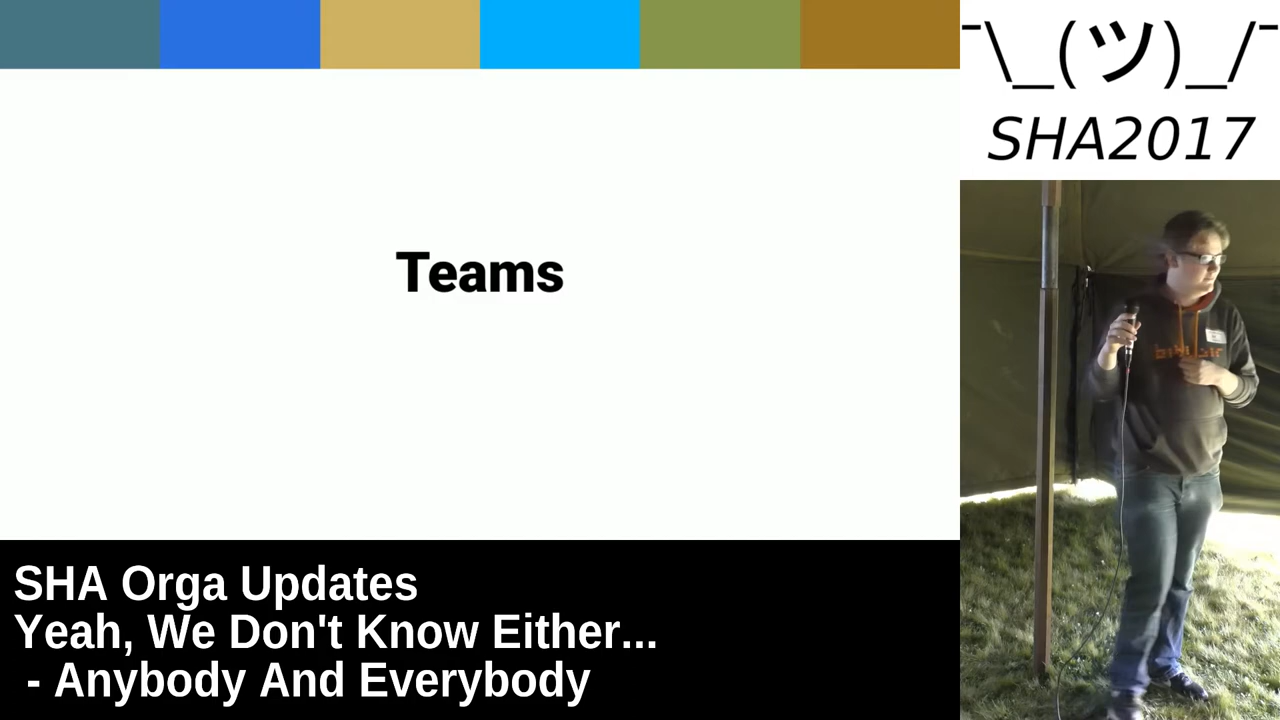 Teams
¯\_(ツ)_/¯
SHA2017
SHA Orga Updates
Yeah, We Don't Know Either...
- Anybody And Everybody